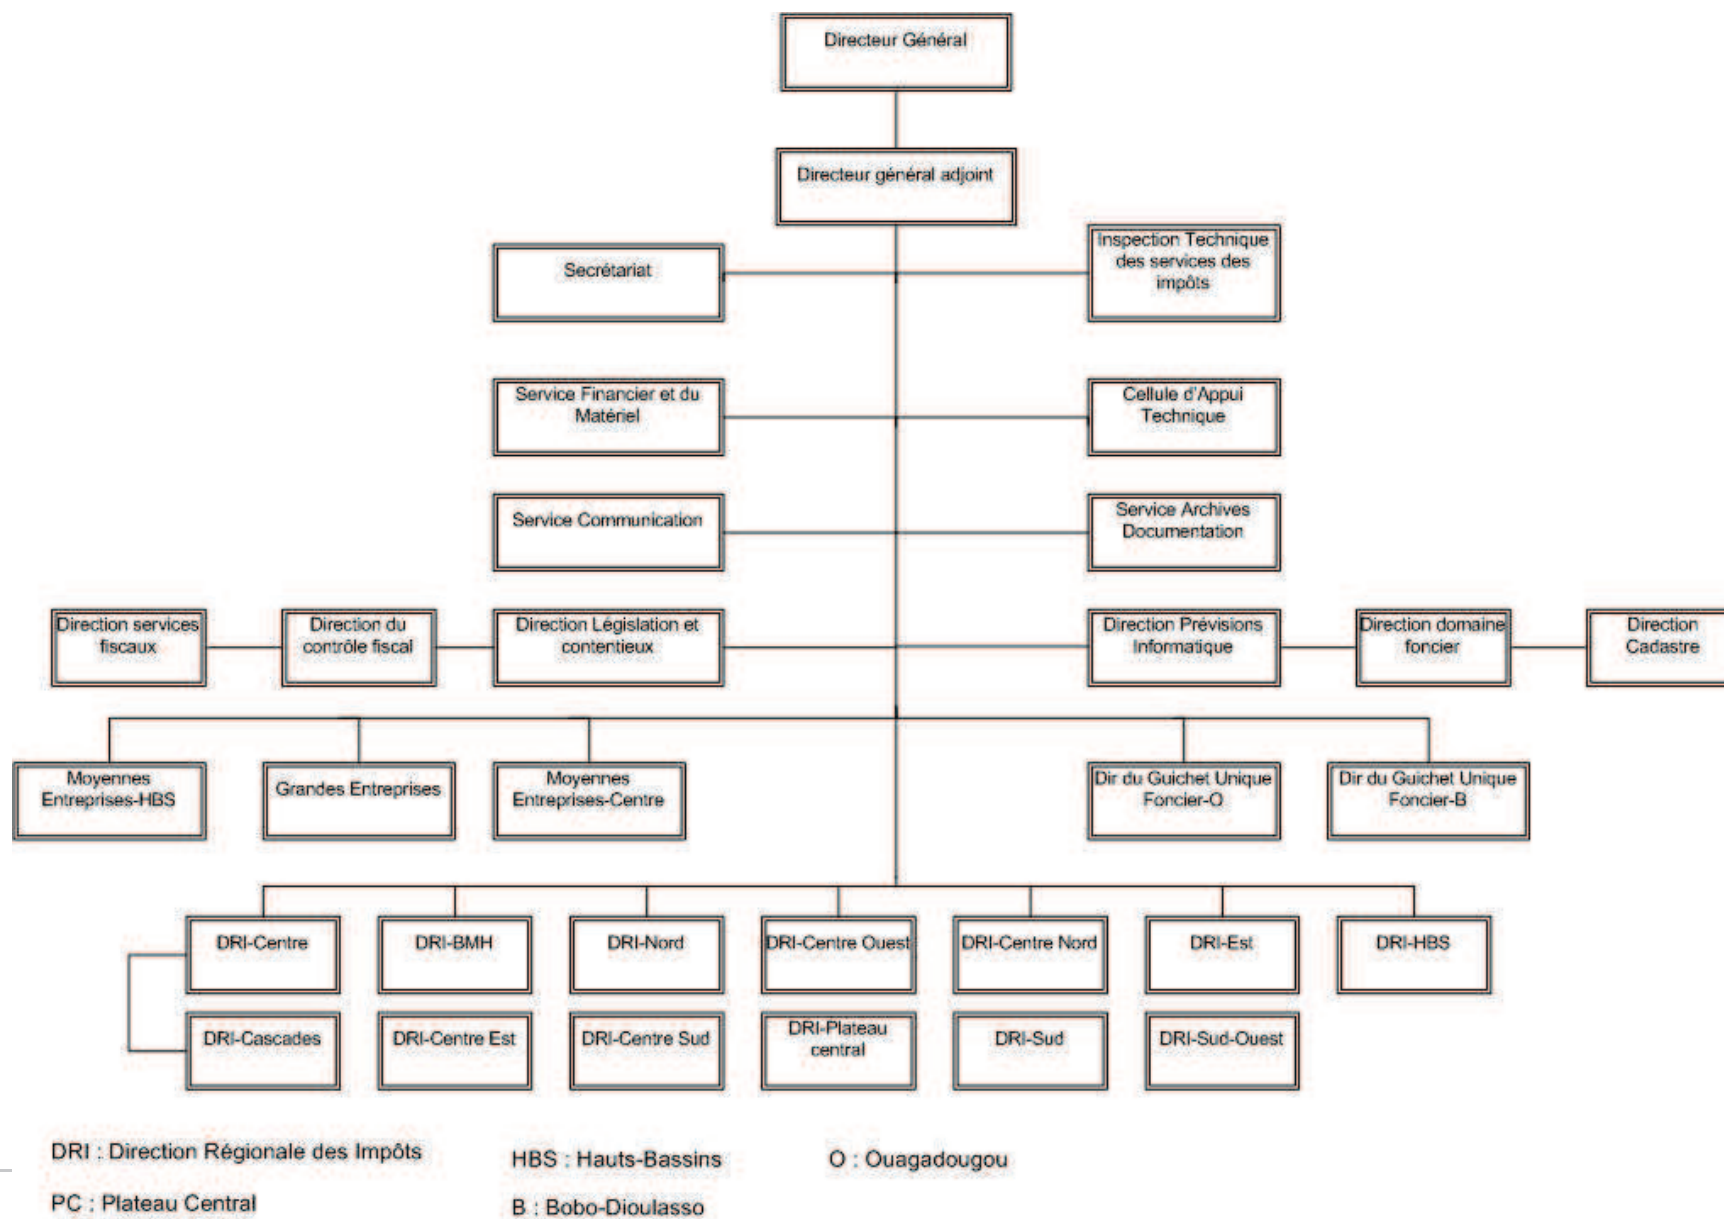 Directeur Général
Directeur général adjoint
Secrétariat
Inspection Technique
des services des
impôts
Service Financier et du
Matériel
Cellule d'Appui
Technique
Service Communication
Service Archives
Documentation
Direction services
fiscaux
Direction du
contrôle fiscal
Direction Législation et
contentieux
Direction Prévisions
Informatique
Direction domaine
foncier
Direction
Cadastre
Moyennes
Entreprises-HBS
Grandes Entreprises
Moyennes
Entreprises-Centre
Dir du Guichet Unique
Foncier-O
Dir du Guichet Unique
Foncier-B
DRI-Centre
DRI-BMH
DRI-Nord
DRI-Centre Ouest
DRI-Centre Nord
DRI-Est
DRI-HBS
DRI-Cascades
DRI-Centre Est
DRI-Centre Sud
DRI-Plateau
central
DRI-Sud
DRI-Sud-Ouest
DRI : Direction Régionale des Impôts
HBS : Hauts-Bassins
O : Ouagadougou
PC : Plateau Central
B : Bobo-Dioulasso